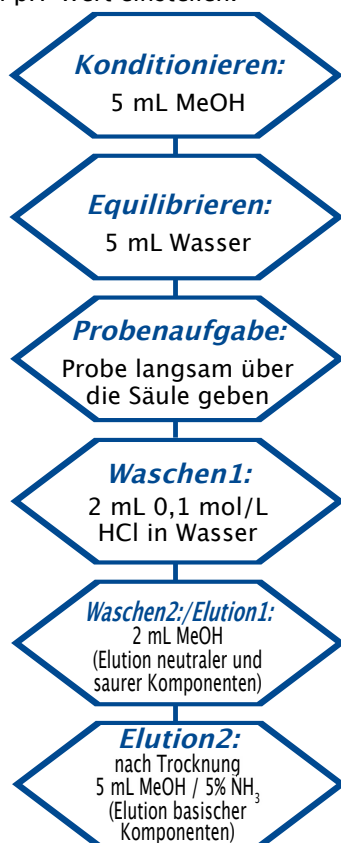 pH-Wert einstellen.
Konditionieren:
5 mL MeOH
Equilibrieren:
5 mL Wasser
Probenaufgabe:
Probe langsam über
die Säule geben
Waschen1:
2 mL 0,1 mol/L
HCl in Wasser
Waschen2:/Elution1:
2 mL MeOH
(Elution neutraler und
saurer Komponenten)
Elution2:
nach Trocknung
5 mL MeOH / 5% NH₃
(Elution basischer
Komponenten)